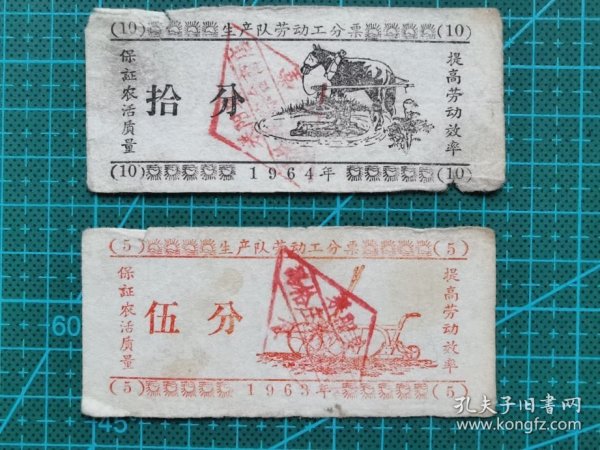 (10) 生产队劳动工分票 (10)
保证农活质量
拾分
提高劳动效率
(10) 1964年 (10)
(5) 生产队劳动工分票 (5)
保证农活质量
伍分
提高劳动效率
(5) 1963年 (5)
60
45
孔夫子旧书网
kongfz.com